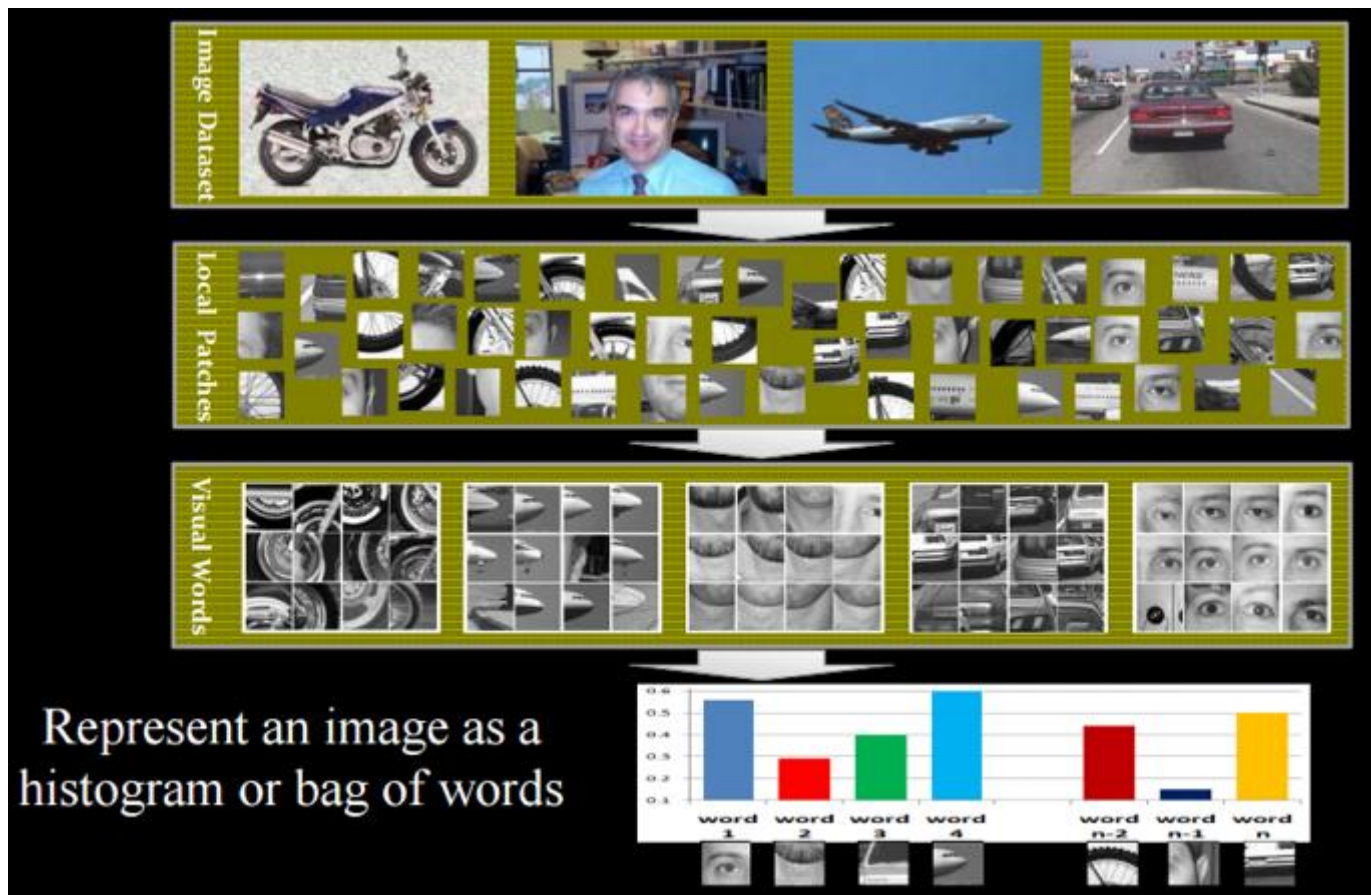 Image Dataset
Local Patches
Visual Words
Represent an image as a
histogram or bag of words
0.6
0.5
0.4
0.3
0.2
0.1
word 1
word 2
word 3
word 4
word n-2
word n-1
word n